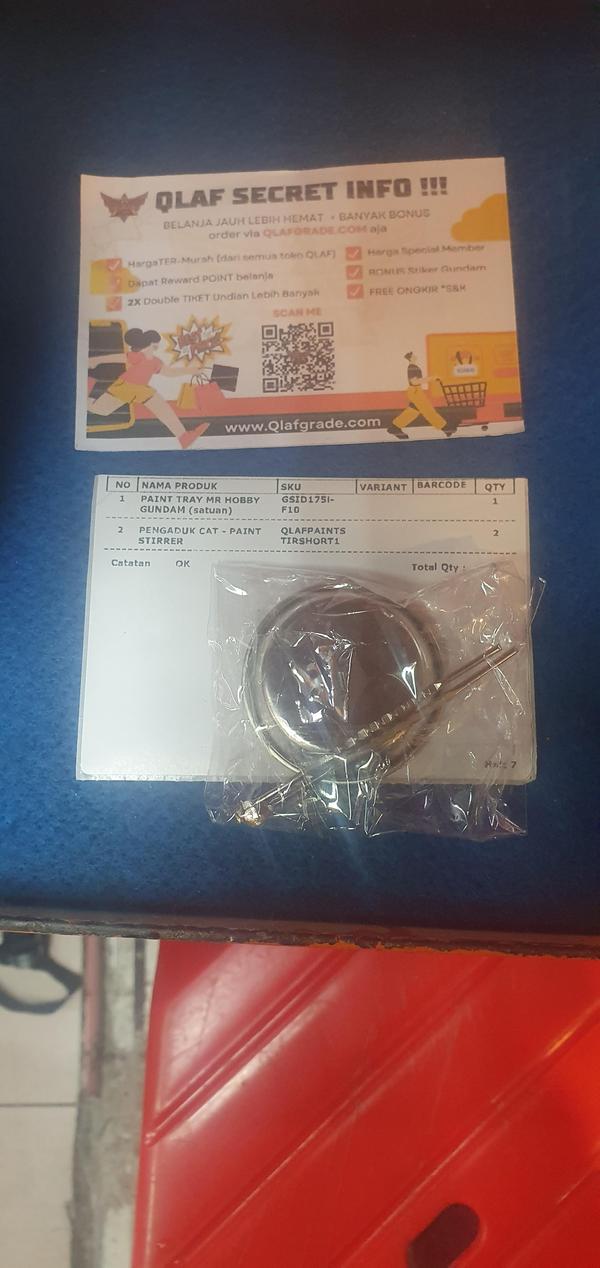 QLAF SECRET INFO !!!
BELANJA JAUH LEBIH HEMAT + BANYAK BONUS
order via QLAFGRADE.COM aja
HargaTER-Murah (dari semua toko QLAF)
Dapat Reward POINT belanja
2X Double TIKET Undian Lebih Banyak
Harga Special Member
BONUS Stiker Gundam
FREE ONGKIR *S&K
SCAN ME
www.Qlafgrade.com
NO NAMA PRODUK SKU VARIANT BARCODE QTY
1 PAINT TRAY MR HOBBY GSID175I- 1
GUNDAM (satuan) F10
2 PENGADUK CAT - PAINT QLAFPAINTS 2
STIRRER TIRSHORT1
Catatan OK Total Qty :
7